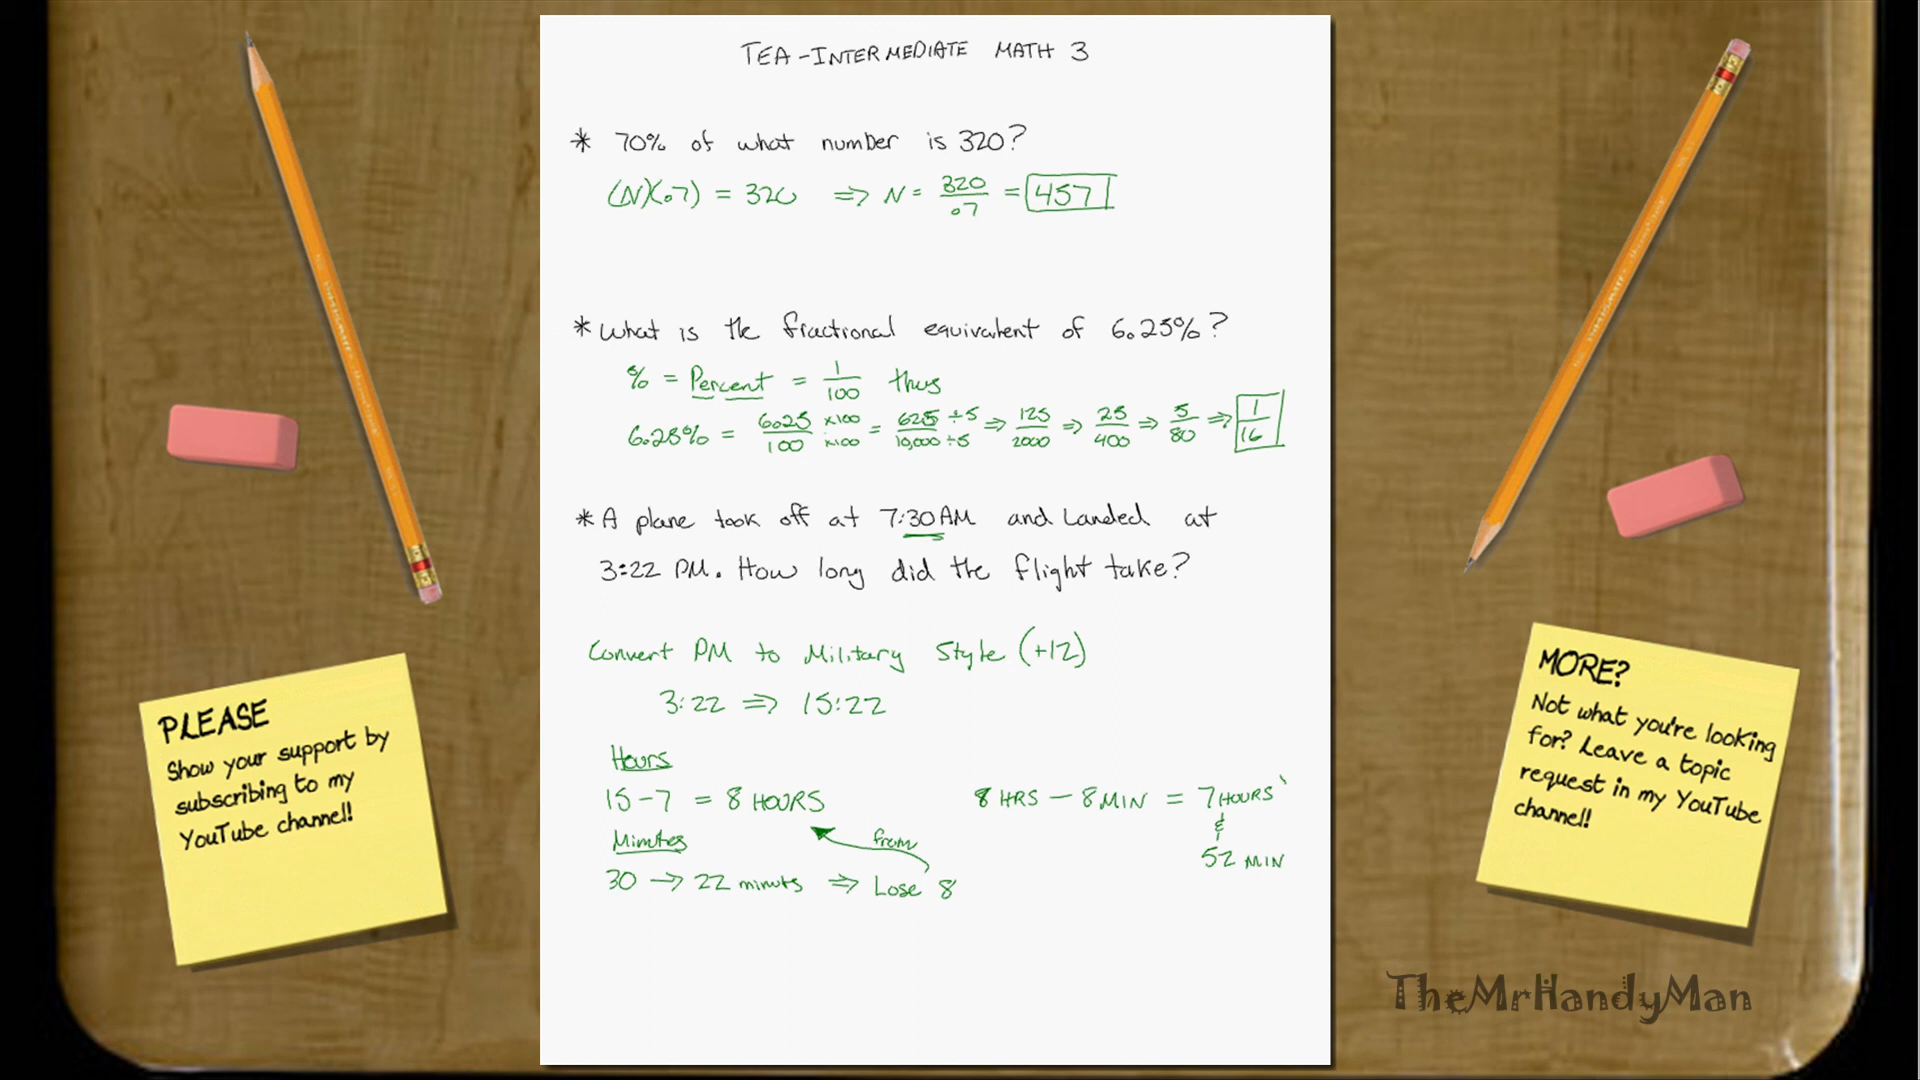 TEA - INTERMEDIATE MATH 3
* 70% of what number is 320?
(N)(.07) = 320 ⇒ N = 320/.07 = 457
* What is the fractional equivalent of 6.25%?
% = Percent = 1/100 thus
6.25% = 6.25/100 x100/x100 = 625/10,000 ÷5/÷5 ⇒ 125/2000 ⇒ 25/400 ⇒ 5/80 ⇒ 1/16
* A plane took off at 7:30 AM and Landed at
3:22 PM. How long did the flight take?
Convert PM to Military Style (+12)
3:22 ⇒ 15:22
Hours
15 - 7 = 8 HOURS
Minutes
30 → 22 minuts ⇒ Lose 8
from
8 HRS - 8 MIN = 7 HOURS
&
52 MIN
PLEASE
Show your support by
subscribing to my
YouTube channel!
MORE?
Not what you're looking
for? Leave a topic
request in my YouTube
channel!
TheMrHandyMan